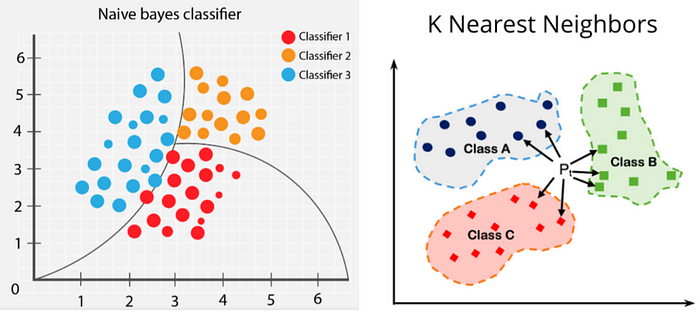 Naive bayes classifier
Classifier 1
Classifier 2
Classifier 3
6
5
4
3
2
1
0
1 2 3 4 5 6
K Nearest Neighbors
Class A
Class B
Pt
Class C